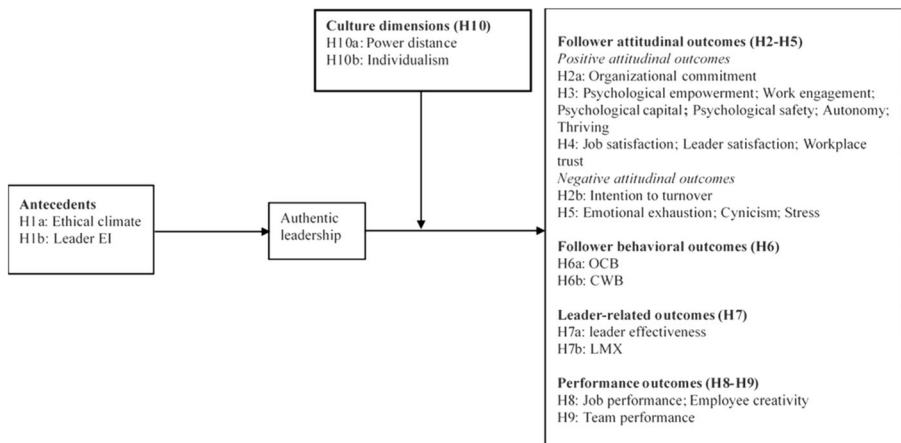 Culture dimensions (H10)
H10a: Power distance
H10b: Individualism
Antecedents
H1a: Ethical climate
H1b: Leader EI
Authentic
leadership
Follower attitudinal outcomes (H2-H5)
Positive attitudinal outcomes
H2a: Organizational commitment
H3: Psychological empowerment; Work engagement;
Psychological capital; Psychological safety; Autonomy;
Thriving
H4: Job satisfaction; Leader satisfaction; Workplace
trust
Negative attitudinal outcomes
H2b: Intention to turnover
H5: Emotional exhaustion; Cynicism; Stress
Follower behavioral outcomes (H6)
H6a: OCB
H6b: CWB
Leader-related outcomes (H7)
H7a: leader effectiveness
H7b: LMX
Performance outcomes (H8-H9)
H8: Job performance; Employee creativity
H9: Team performance